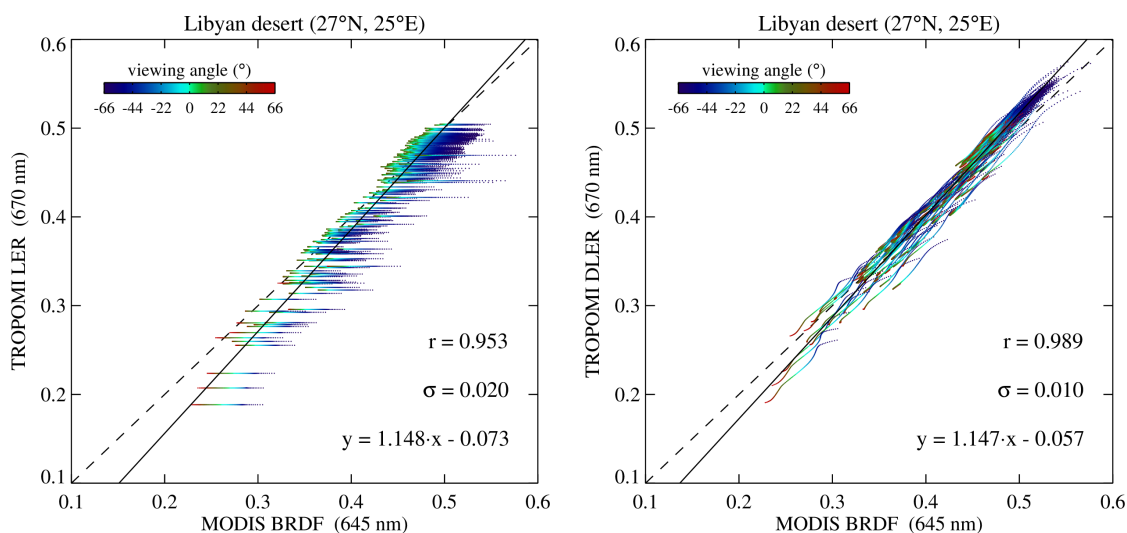 Libyan desert (27°N, 25°E)
viewing angle (°)
-66 -44 -22 0 22 44 66
0.6
0.5
0.4
0.3
0.2
0.1
TROPOMI LER (670 nm)
r = 0.953
σ = 0.020
y = 1.148·x - 0.073
0.1 0.2 0.3 0.4 0.5 0.6
MODIS BRDF (645 nm)
Libyan desert (27°N, 25°E)
viewing angle (°)
-66 -44 -22 0 22 44 66
0.6
0.5
0.4
0.3
0.2
0.1
TROPOMI DLER (670 nm)
r = 0.989
σ = 0.010
y = 1.147·x - 0.057
0.1 0.2 0.3 0.4 0.5 0.6
MODIS BRDF (645 nm)